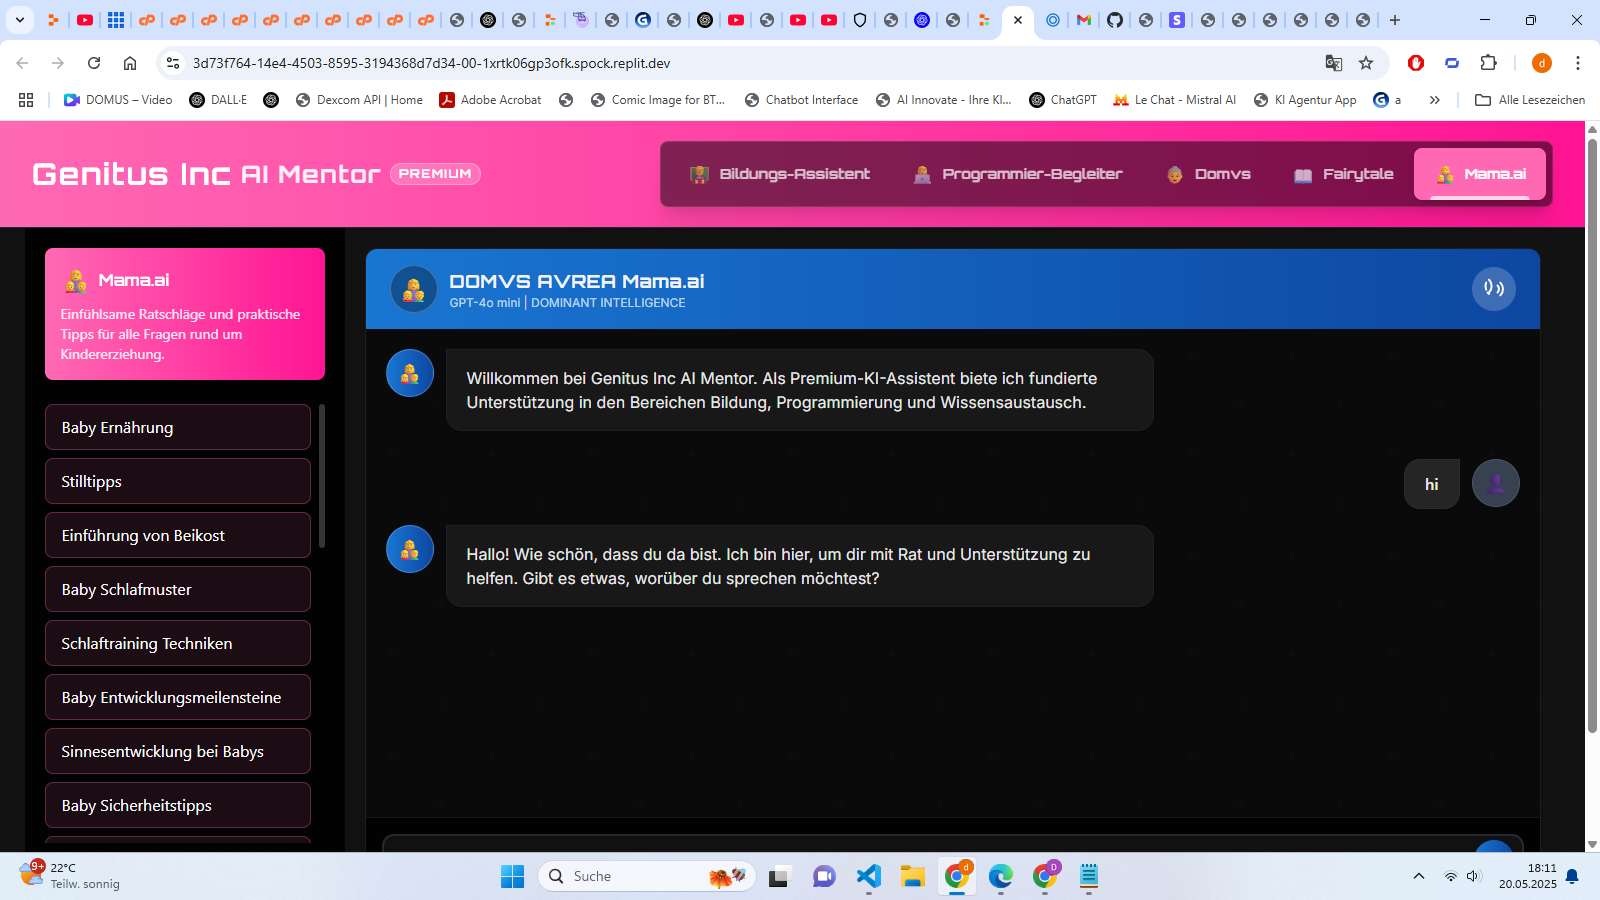 3d73f764-14e4-4503-8595-3194368d7d34-00-1xrtk06gp3ofk.spock.replit.dev
d
DOMUS – Video
DALL·E
Dexcom API | Home
Adobe Acrobat
Comic Image for BT...
Chatbot Interface
AI Innovate - Ihre KI...
ChatGPT
Le Chat - Mistral AI
KI Agentur App
a
Alle Lesezeichen
Genitus Inc AI Mentor PREMIUM
Bildungs-Assistent
Programmier-Begleiter
Domvs
Fairytale
Mama.ai
Mama.ai
Einfühlsame Ratschläge und praktische
Tipps für alle Fragen rund um
Kindererziehung.
Baby Ernährung
Stilltipps
Einführung von Beikost
Baby Schlafmuster
Schlaftraining Techniken
Baby Entwicklungsmeilensteine
Sinnesentwicklung bei Babys
Baby Sicherheitstipps
DOMVS AVREA Mama.ai
GPT-4o mini | DOMINANT INTELLIGENCE
Willkommen bei Genitus Inc AI Mentor. Als Premium-KI-Assistent biete ich fundierte
Unterstützung in den Bereichen Bildung, Programmierung und Wissensaustausch.
hi
Hallo! Wie schön, dass du da bist. Ich bin hier, um dir mit Rat und Unterstützung zu
helfen. Gibt es etwas, worüber du sprechen möchtest?
9+
22°C
Teilw. sonnig
Suche
d
D
18:11
20.05.2025